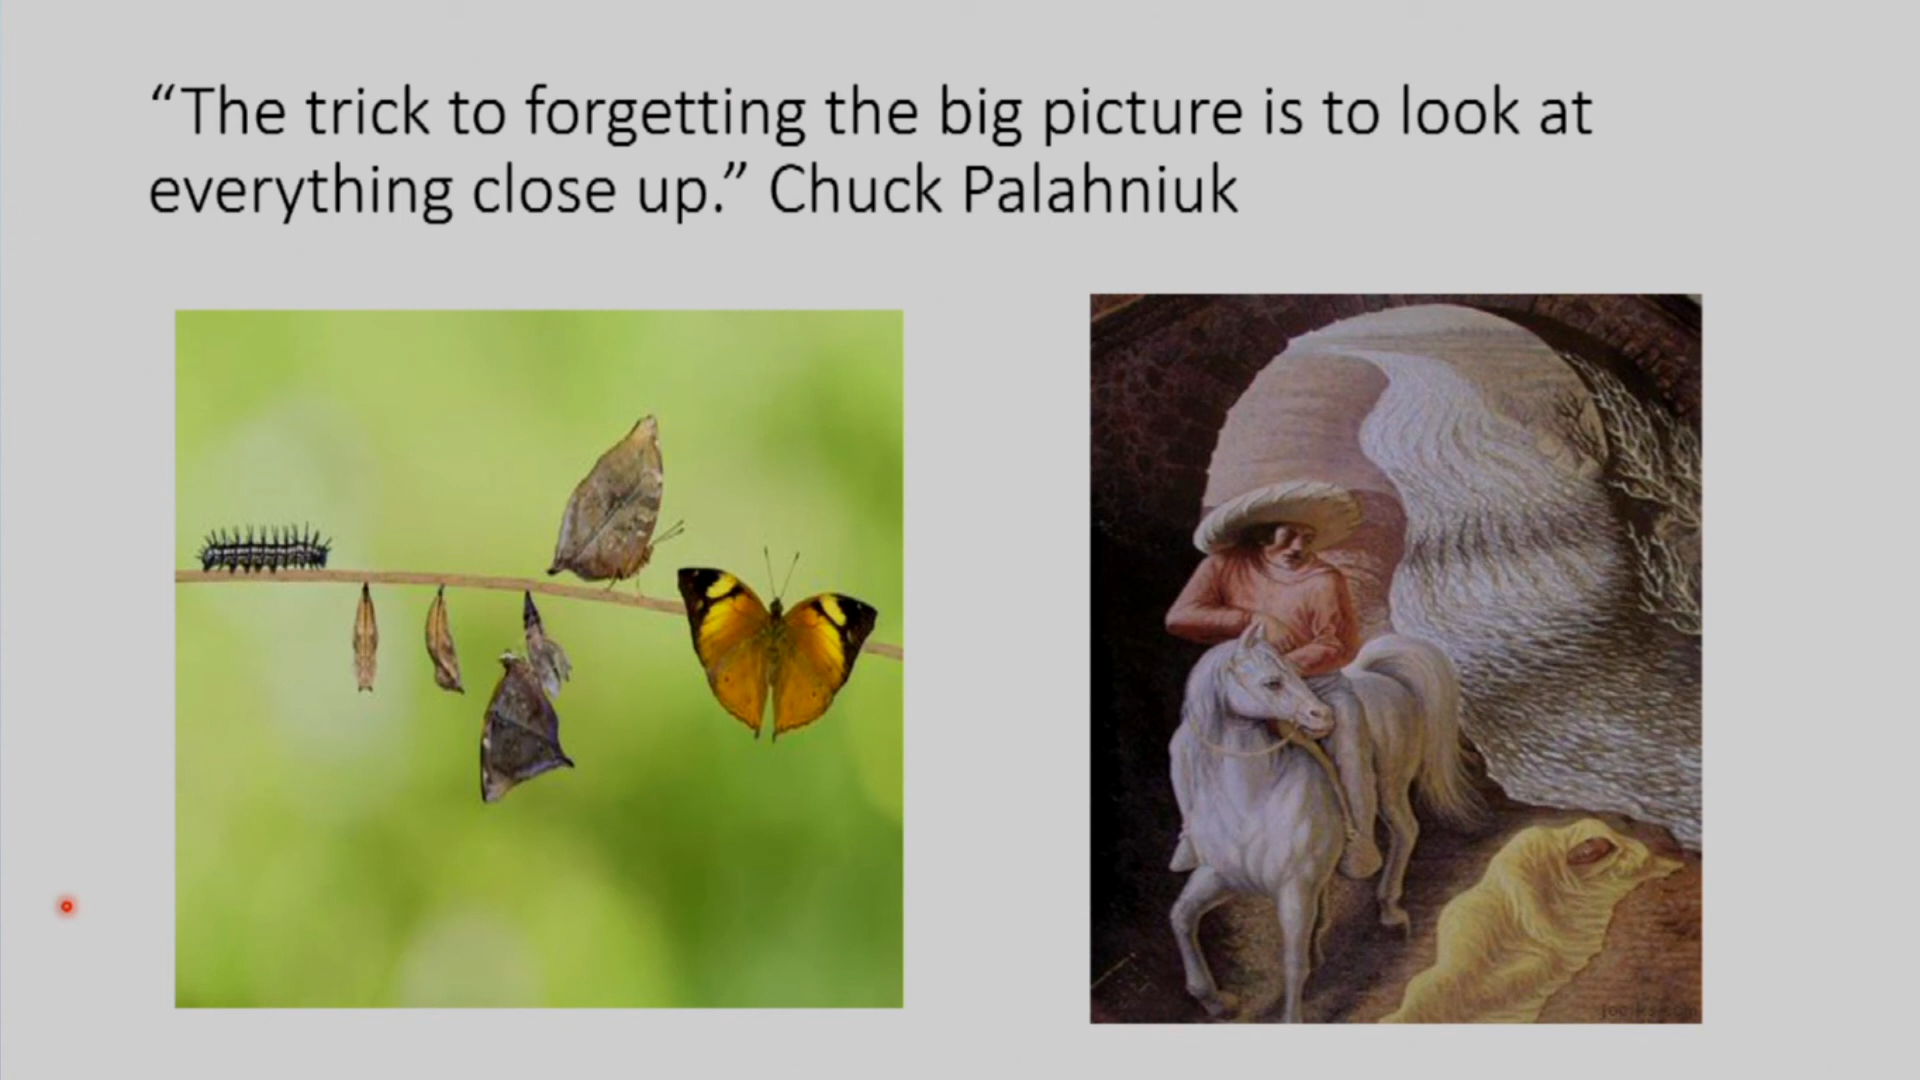 “The trick to forgetting the big picture is to look at
everything close up.” Chuck Palahniuk